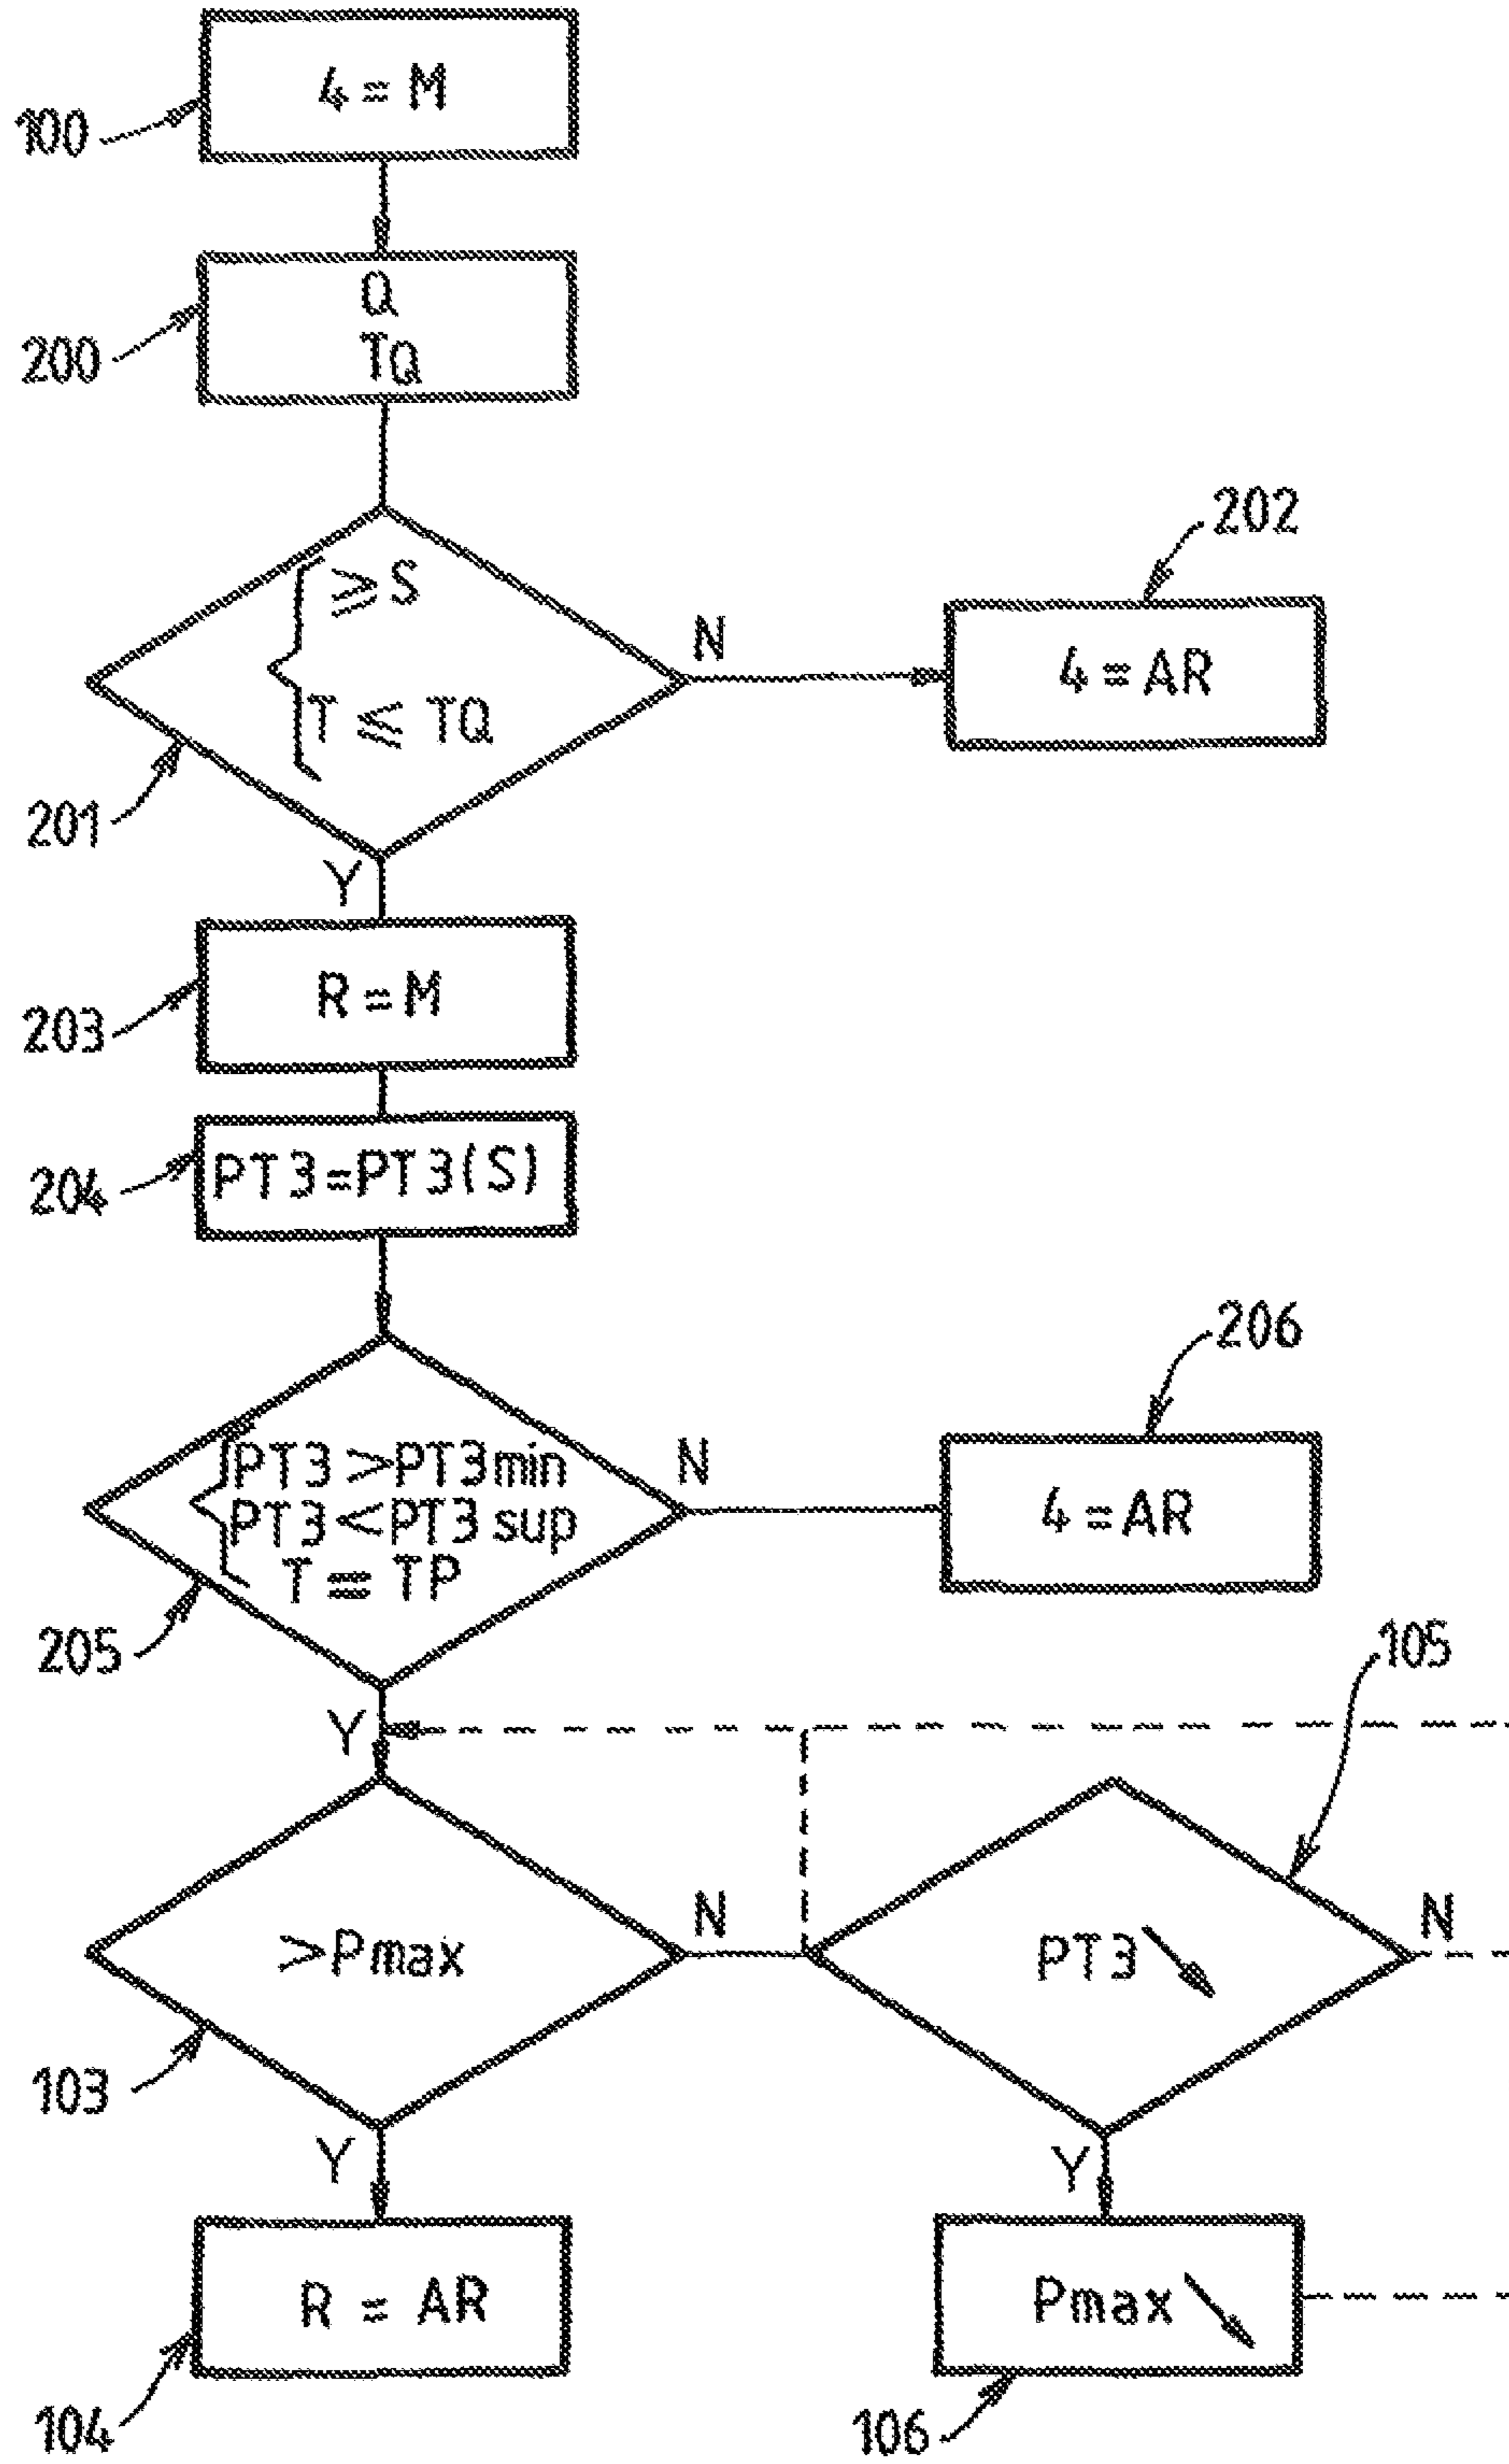 4 = M
100
Q
TQ
200
202
≥ S
T ≤ TQ
N
4 = AR
201
Y
R = M
203
PT3=PT3(S)
204
206
PT3 >PT3min
PT3 <PT3 sup
T = TP
N
4 = AR
205
105
Y
>Pmax
N
PT3
N
103
Y
Y
R = AR
Pmax
104
106